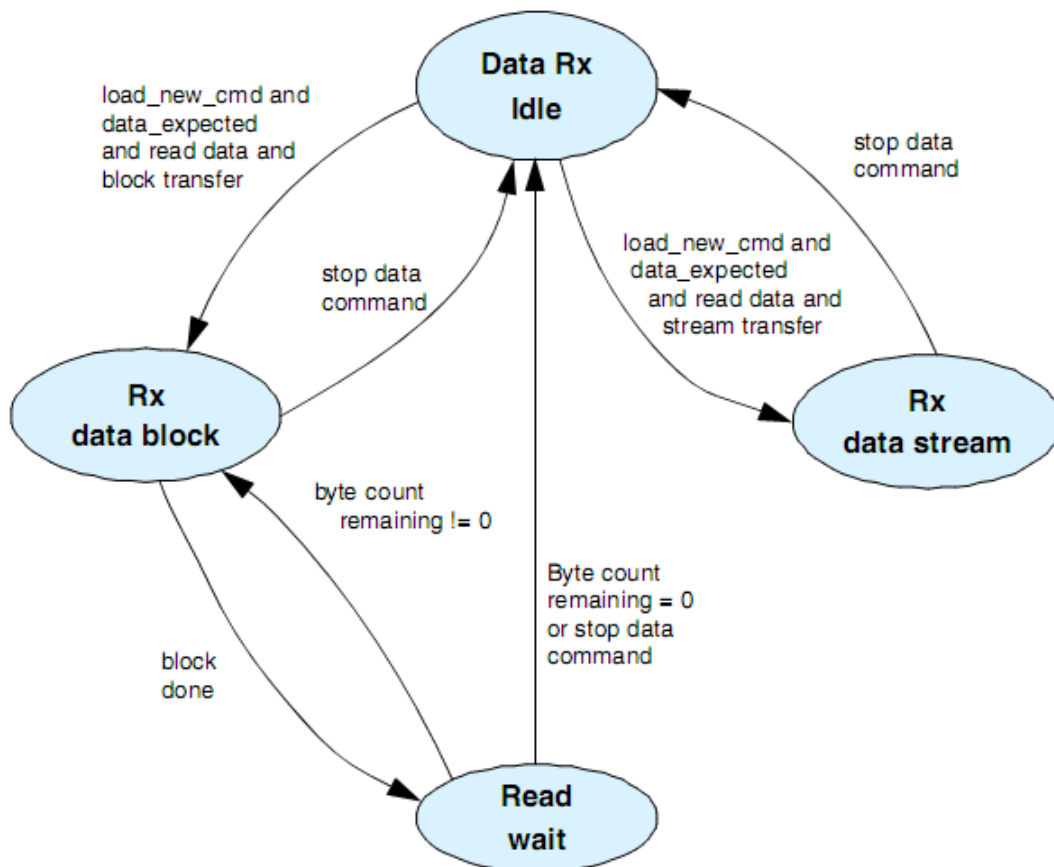 Data Rx
Idle
load_new_cmd and
data_expected
and read data and
block transfer
stop data
command
stop data
command
load_new_cmd and
data_expected
and read data and
stream transfer
Rx
data block
Rx
data stream
byte count
remaining != 0
Byte count
remaining = 0
or stop data
command
block
done
Read
wait